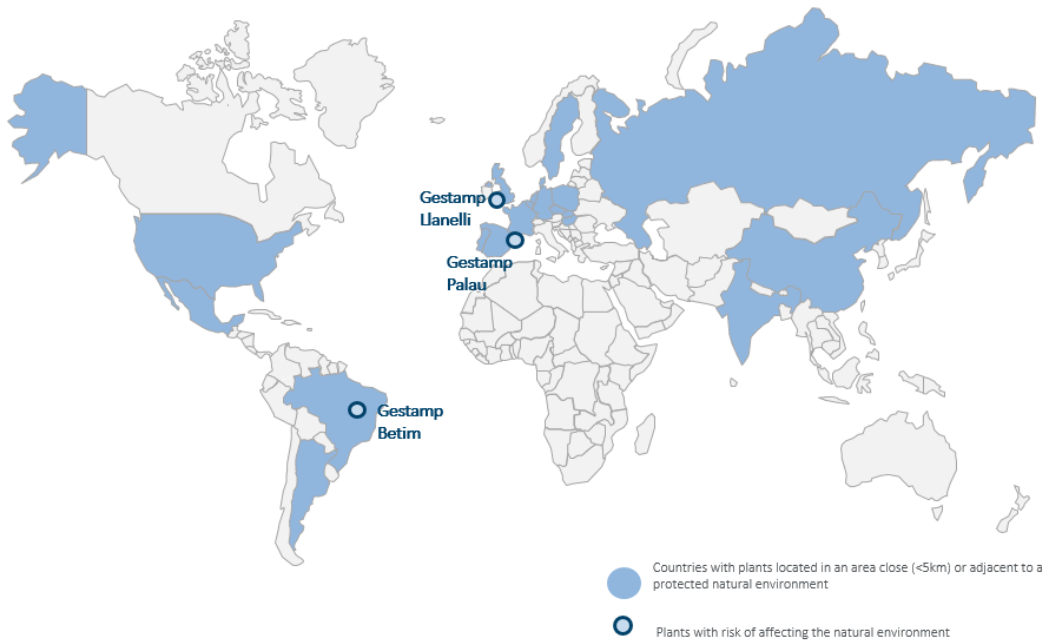 Gestamp
Llanelli
Gestamp
Palau
Gestamp
Betim
Countries with plants located in an area close (<5km) or adjacent to a
protected natural environment
Plants with risk of affecting the natural environment